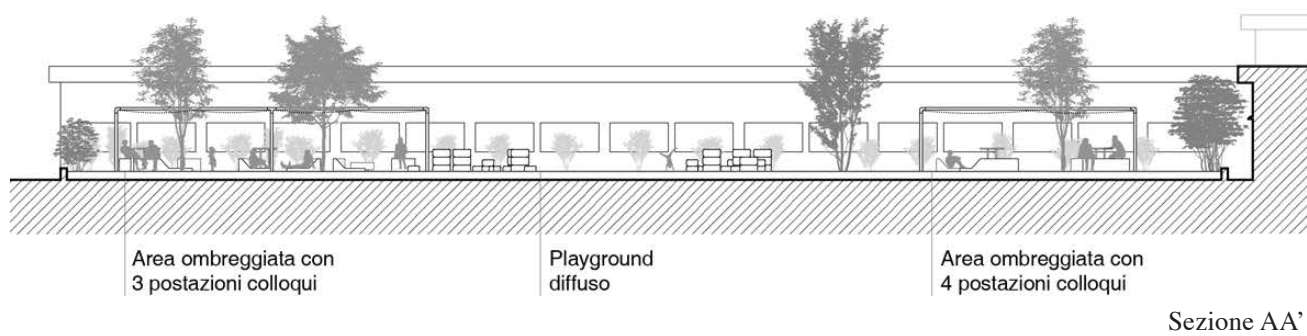 Area ombreggiata con
3 postazioni colloqui
Playground
diffuso
Area ombreggiata con
4 postazioni colloqui
Sezione AA’